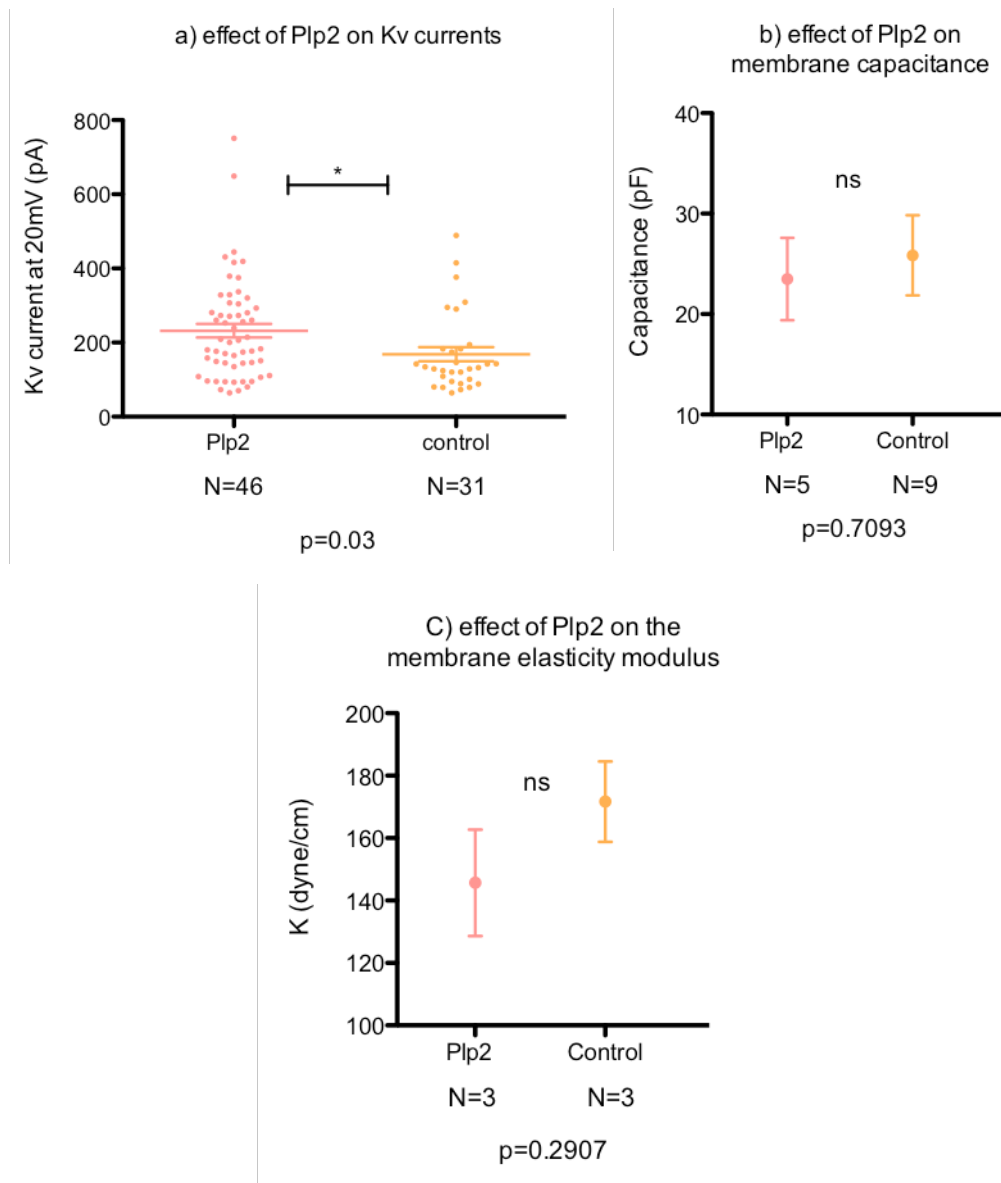 a) effect of Plp2 on Kv currents
Kv current at 20mV (pA)
800
600
400
200
0
*
Plp2 control
N=46 N=31
p=0.03
b) effect of Plp2 on
membrane capacitance
Capacitance (pF)
40
30
20
10
ns
Plp2 Control
N=5 N=9
p=0.7093
C) effect of Plp2 on the
membrane elasticity modulus
K (dyne/cm)
200
180
160
140
120
100
ns
Plp2 Control
N=3 N=3
p=0.2907